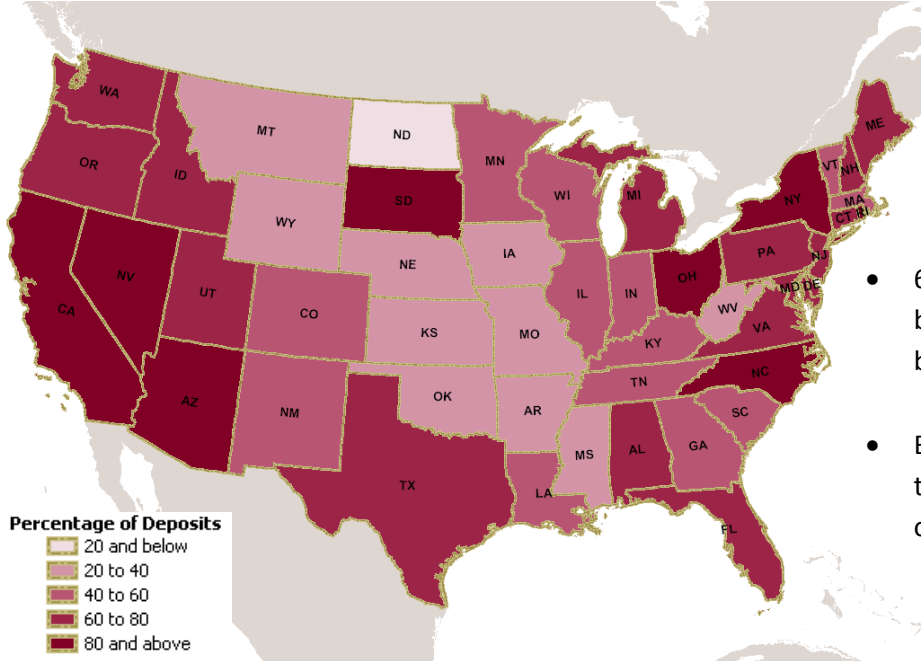 WA
MT
ND
MN
ME
OR
ID
WI
MI
VT
NH
SD
NY
MA
WY
CT RI
IA
PA
NE
NJ
NV
OH
UT
IL
IN
MD DE
CA
CO
WV
KS
MO
VA
KY
NC
AZ
OK
TN
NM
AR
SC
MS
AL
GA
TX
LA
FL
Percentage of Deposits
20 and below
20 to 40
40 to 60
60 to 80
80 and above